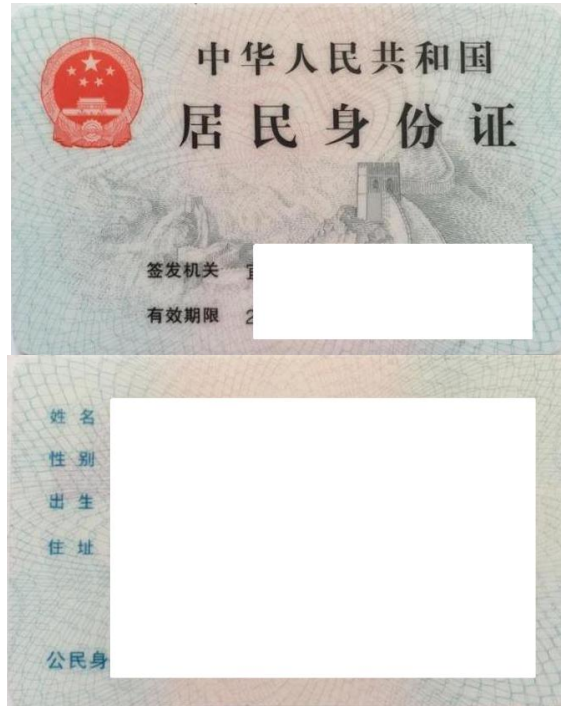 中华人民共和国
居民身份证
签发机关
有效期限 2
姓名
性别
出生
住址
公民身